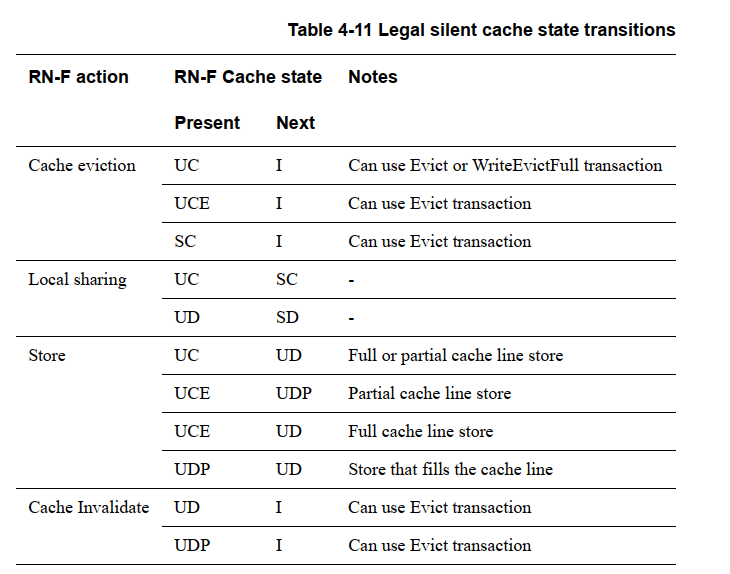 Table 4-11 Legal silent cache state transitions
RN-F action RN-F Cache state Notes
Present Next
Cache eviction UC I Can use Evict or WriteEvictFull transaction
UCE I Can use Evict transaction
SC I Can use Evict transaction
Local sharing UC SC -
UD SD -
Store UC UD Full or partial cache line store
UCE UDP Partial cache line store
UCE UD Full cache line store
UDP UD Store that fills the cache line
Cache Invalidate UD I Can use Evict transaction
UDP I Can use Evict transaction